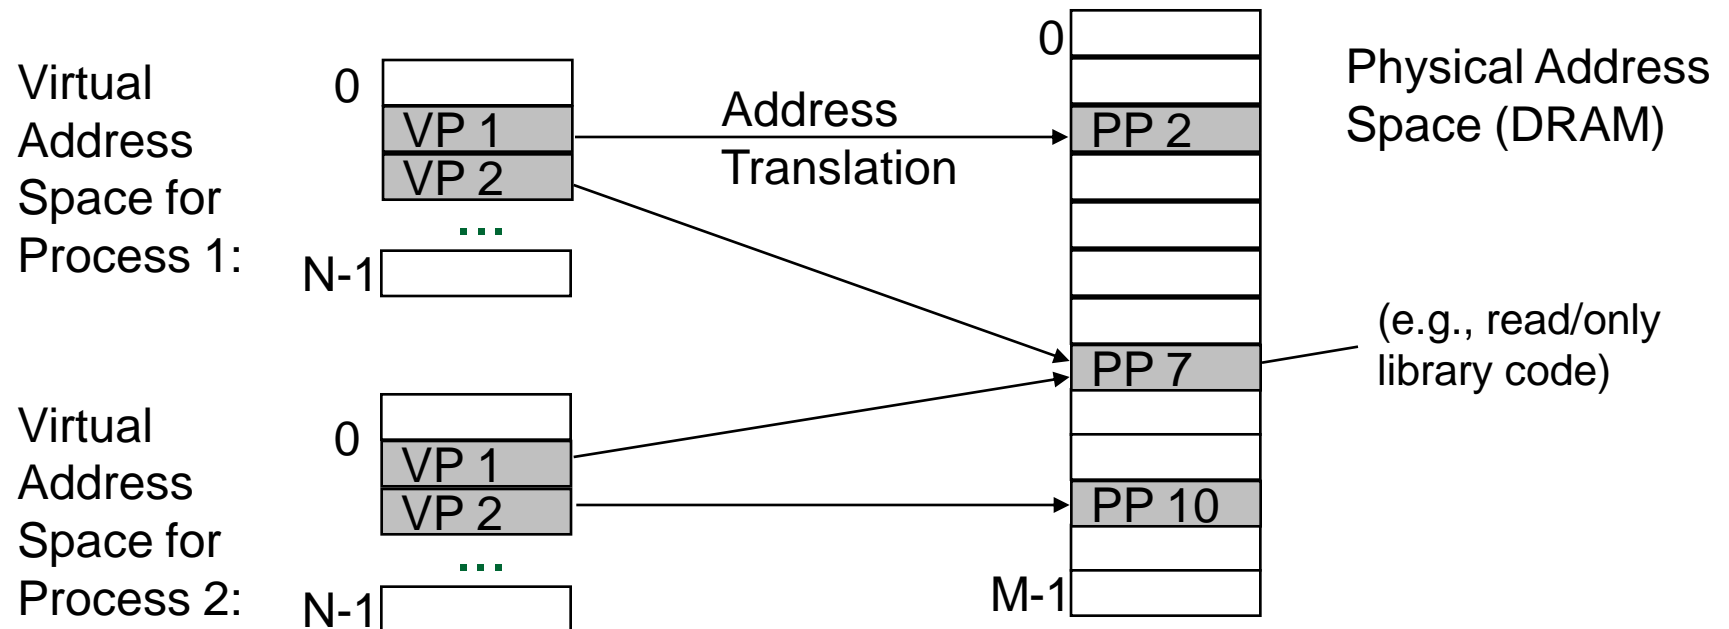 Virtual
Address
Space for
Process 1:
0
VP 1
VP 2
...
N-1
Address
Translation
0
PP 2
PP 7
PP 10
M-1
Physical Address
Space (DRAM)
(e.g., read/only
library code)
Virtual
Address
Space for
Process 2:
0
VP 1
VP 2
...
N-1